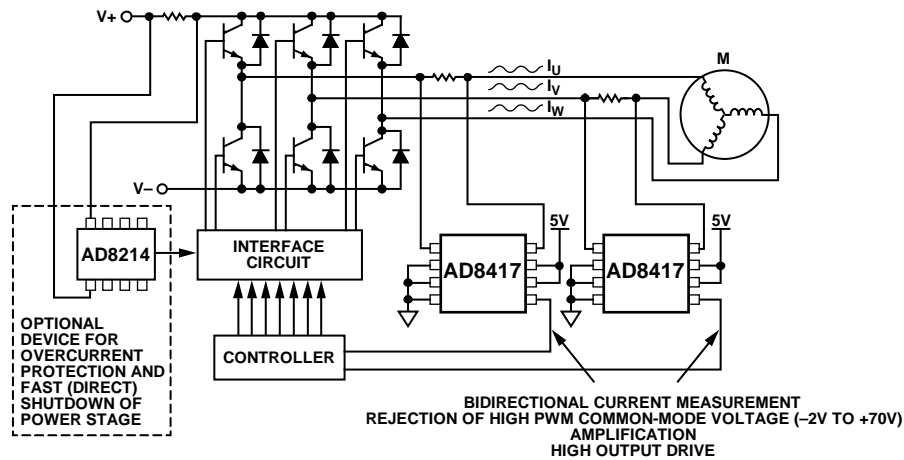 V+
M
I_U
I_V
I_W
V–
5V
5V
AD8214
INTERFACE
CIRCUIT
AD8417
AD8417
OPTIONAL
DEVICE FOR
OVERCURRENT
PROTECTION AND
FAST (DIRECT)
SHUTDOWN OF
POWER STAGE
CONTROLLER
BIDIRECTIONAL CURRENT MEASUREMENT
REJECTION OF HIGH PWM COMMON-MODE VOLTAGE (–2V TO +70V)
AMPLIFICATION
HIGH OUTPUT DRIVE